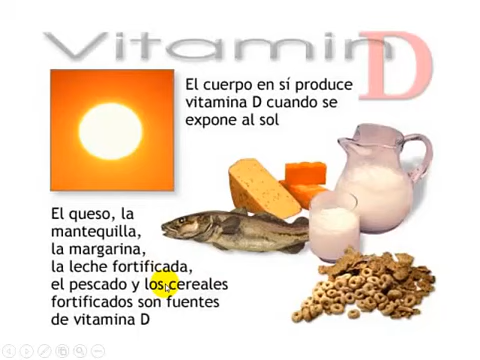 Vitamin D
El cuerpo en sí produce
vitamina D cuando se
expone al sol
El queso, la
mantequilla,
la margarina,
la leche fortificada,
el pescado y los cereales
fortificados son fuentes
de vitamina D